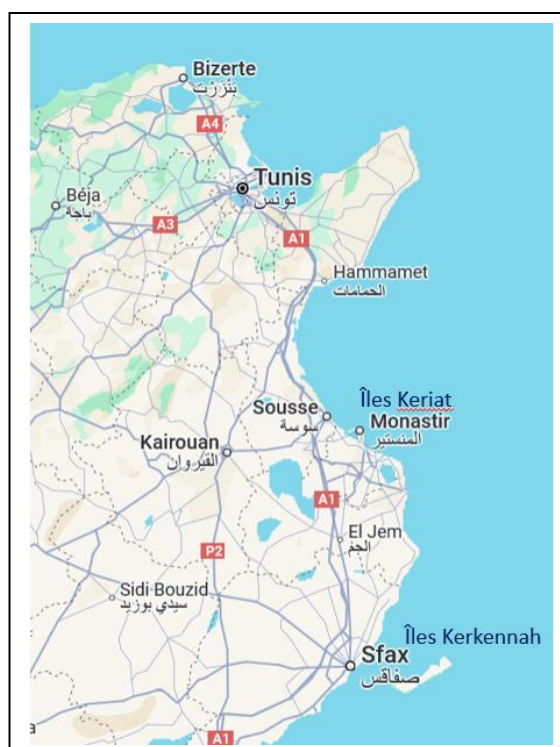 Bizerte
بنزرت
A4
Tunis
تونس
Béja
باجة
A3
A1
Hammamet
الحمامات
Îles Keriat
Sousse
سوسة
Monastir
المنستير
Kairouan
القيروان
A1
El Jem
الجم
P2
Sidi Bouzid
سيدي بوزيد
Îles Kerkennah
Sfax
صفاقس
a
A1